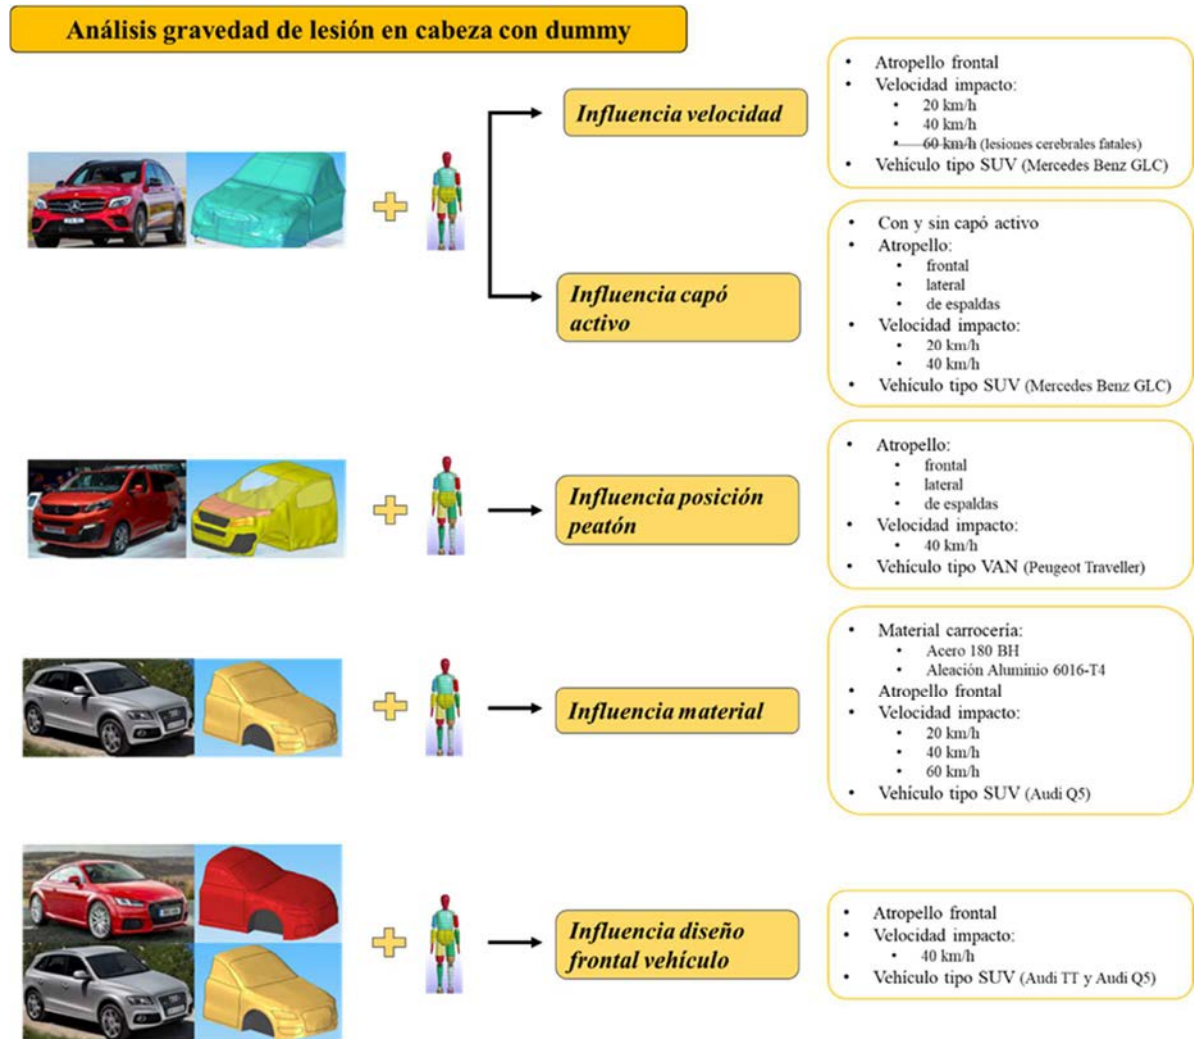 Análisis gravedad de lesión en cabeza con dummy
Influencia velocidad
• Atropello frontal
• Velocidad impacto:
• 20 km/h
• 40 km/h
• 60 km/h (lesiones cerebrales fatales)
• Vehículo tipo SUV (Mercedes Benz GLC)
Influencia capó
activo
• Con y sin capó activo
• Atropello:
• frontal
• lateral
• de espaldas
• Velocidad impacto:
• 20 km/h
• 40 km/h
• Vehículo tipo SUV (Mercedes Benz GLC)
Influencia posición
peatón
• Atropello:
• frontal
• lateral
• de espaldas
• Velocidad impacto:
• 40 km/h
• Vehículo tipo VAN (Peugeot Traveller)
Influencia material
• Material carrocería:
• Acero 180 BH
• Aleación Aluminio 6016-T4
• Atropello frontal
• Velocidad impacto:
• 20 km/h
• 40 km/h
• 60 km/h
• Vehículo tipo SUV (Audi Q5)
Influencia diseño
frontal vehículo
• Atropello frontal
• Velocidad impacto:
• 40 km/h
• Vehículo tipo SUV (Audi TT y Audi Q5)